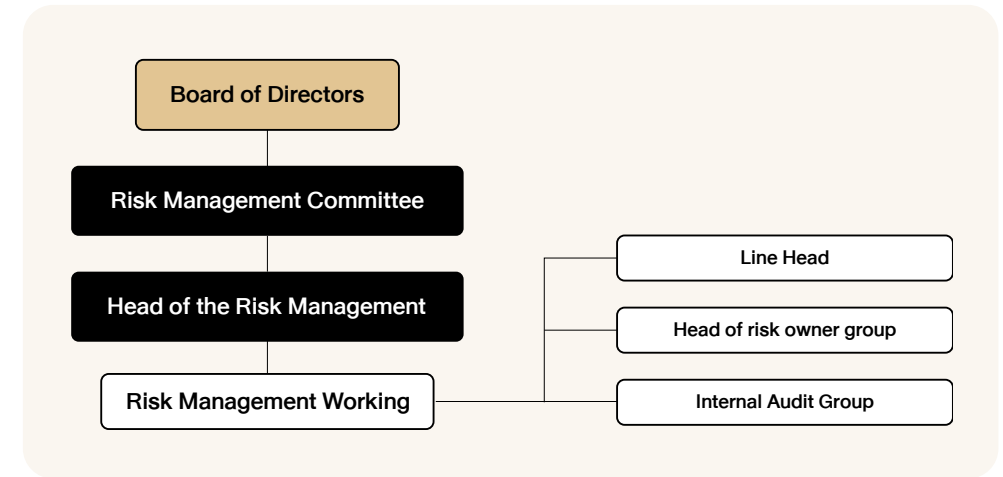 Board of Directors
Risk Management Committee
Head of the Risk Management
Risk Management Working
Line Head
Head of risk owner group
Internal Audit Group